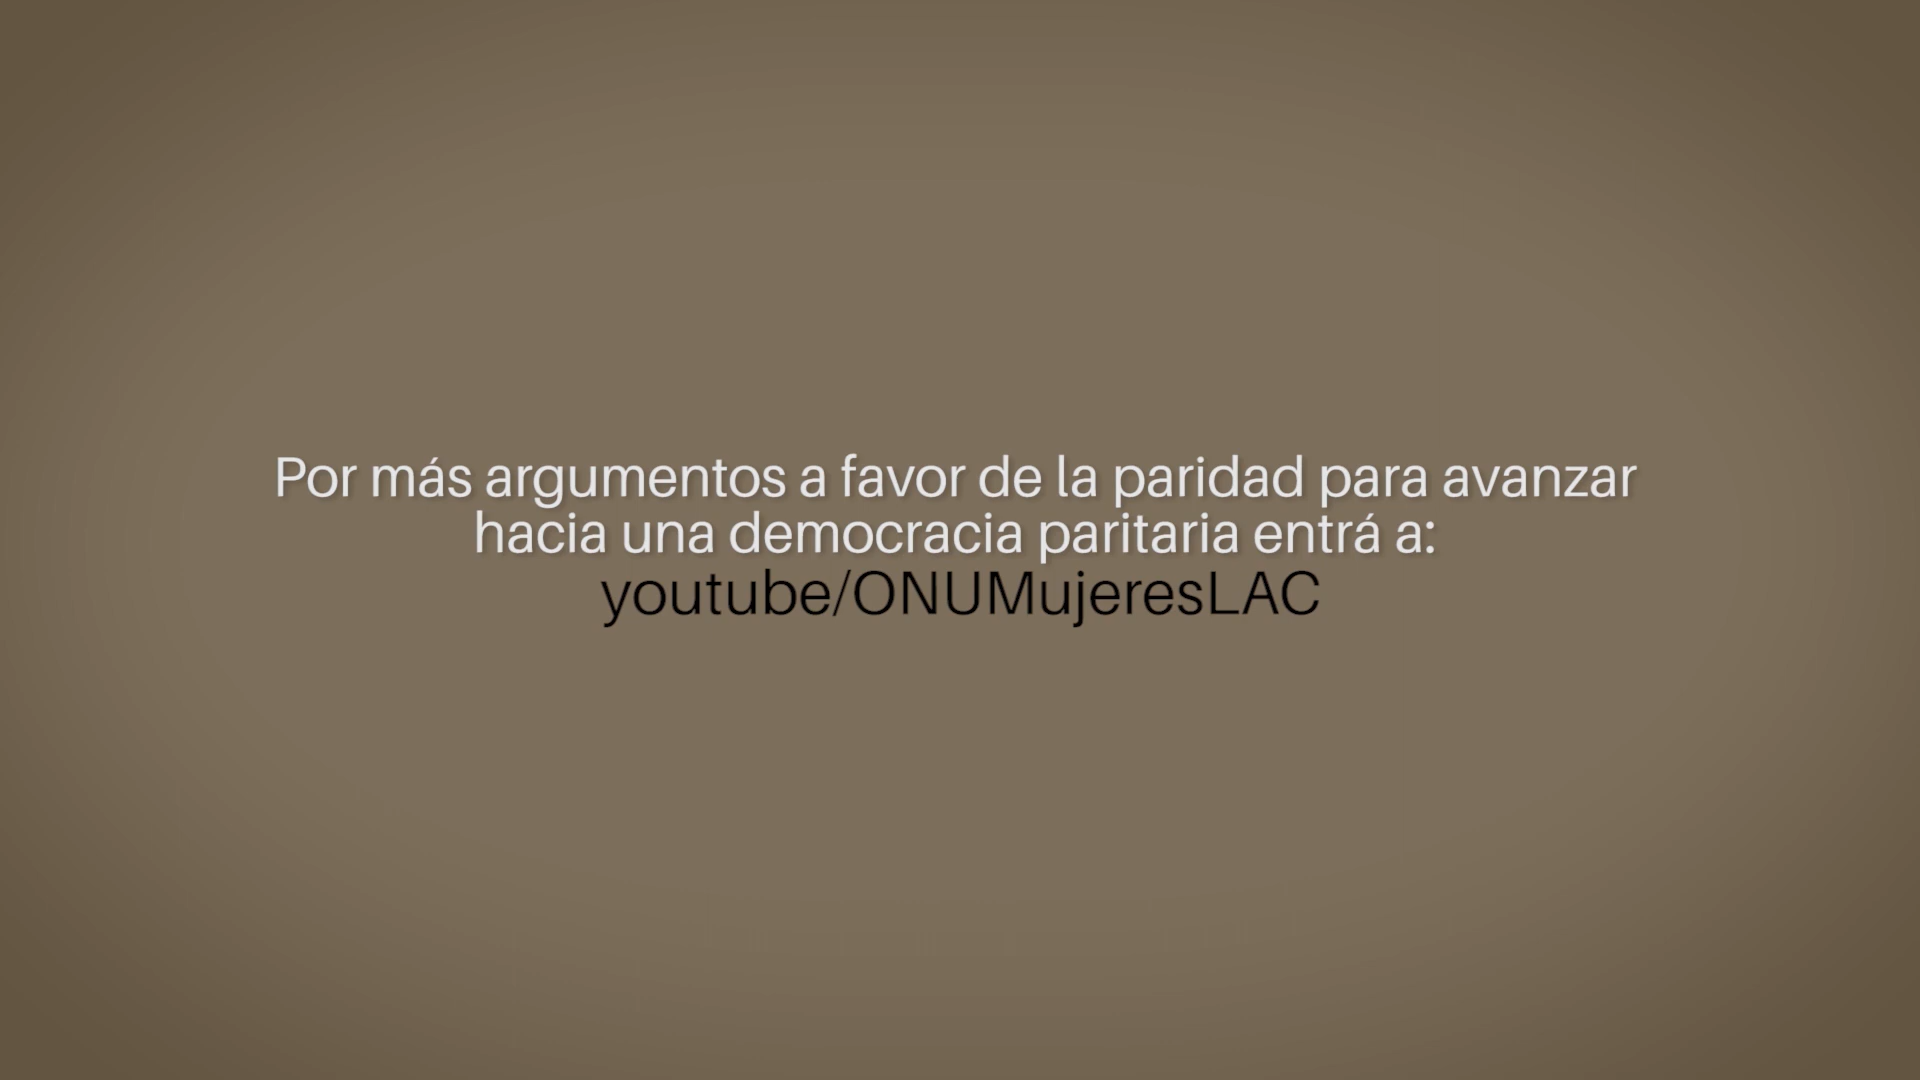 Por más argumentos a favor de la paridad para avanzar
hacia una democracia paritaria entrá a:
youtube/ONUMujeresLAC